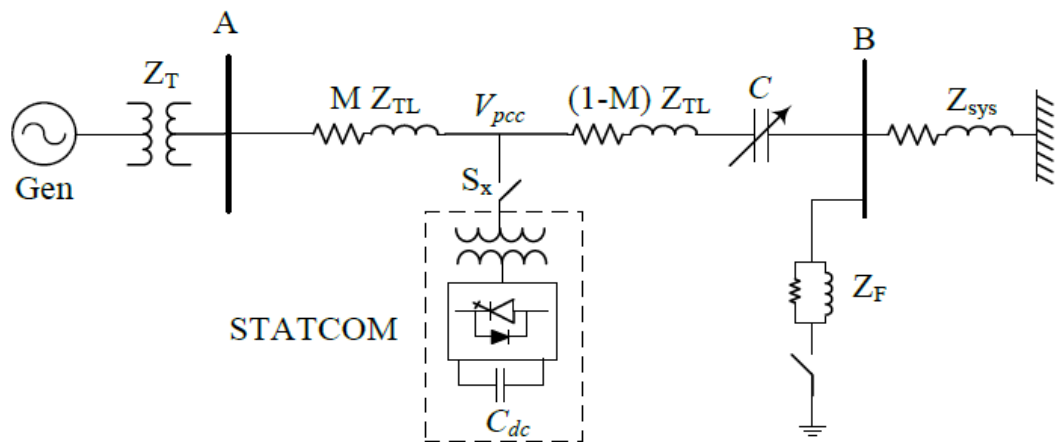 A
B
Z_T
M Z_TL
V_pcc
(1-M) Z_TL
C
Z_sys
Gen
S_x
Z_F
STATCOM
C_dc